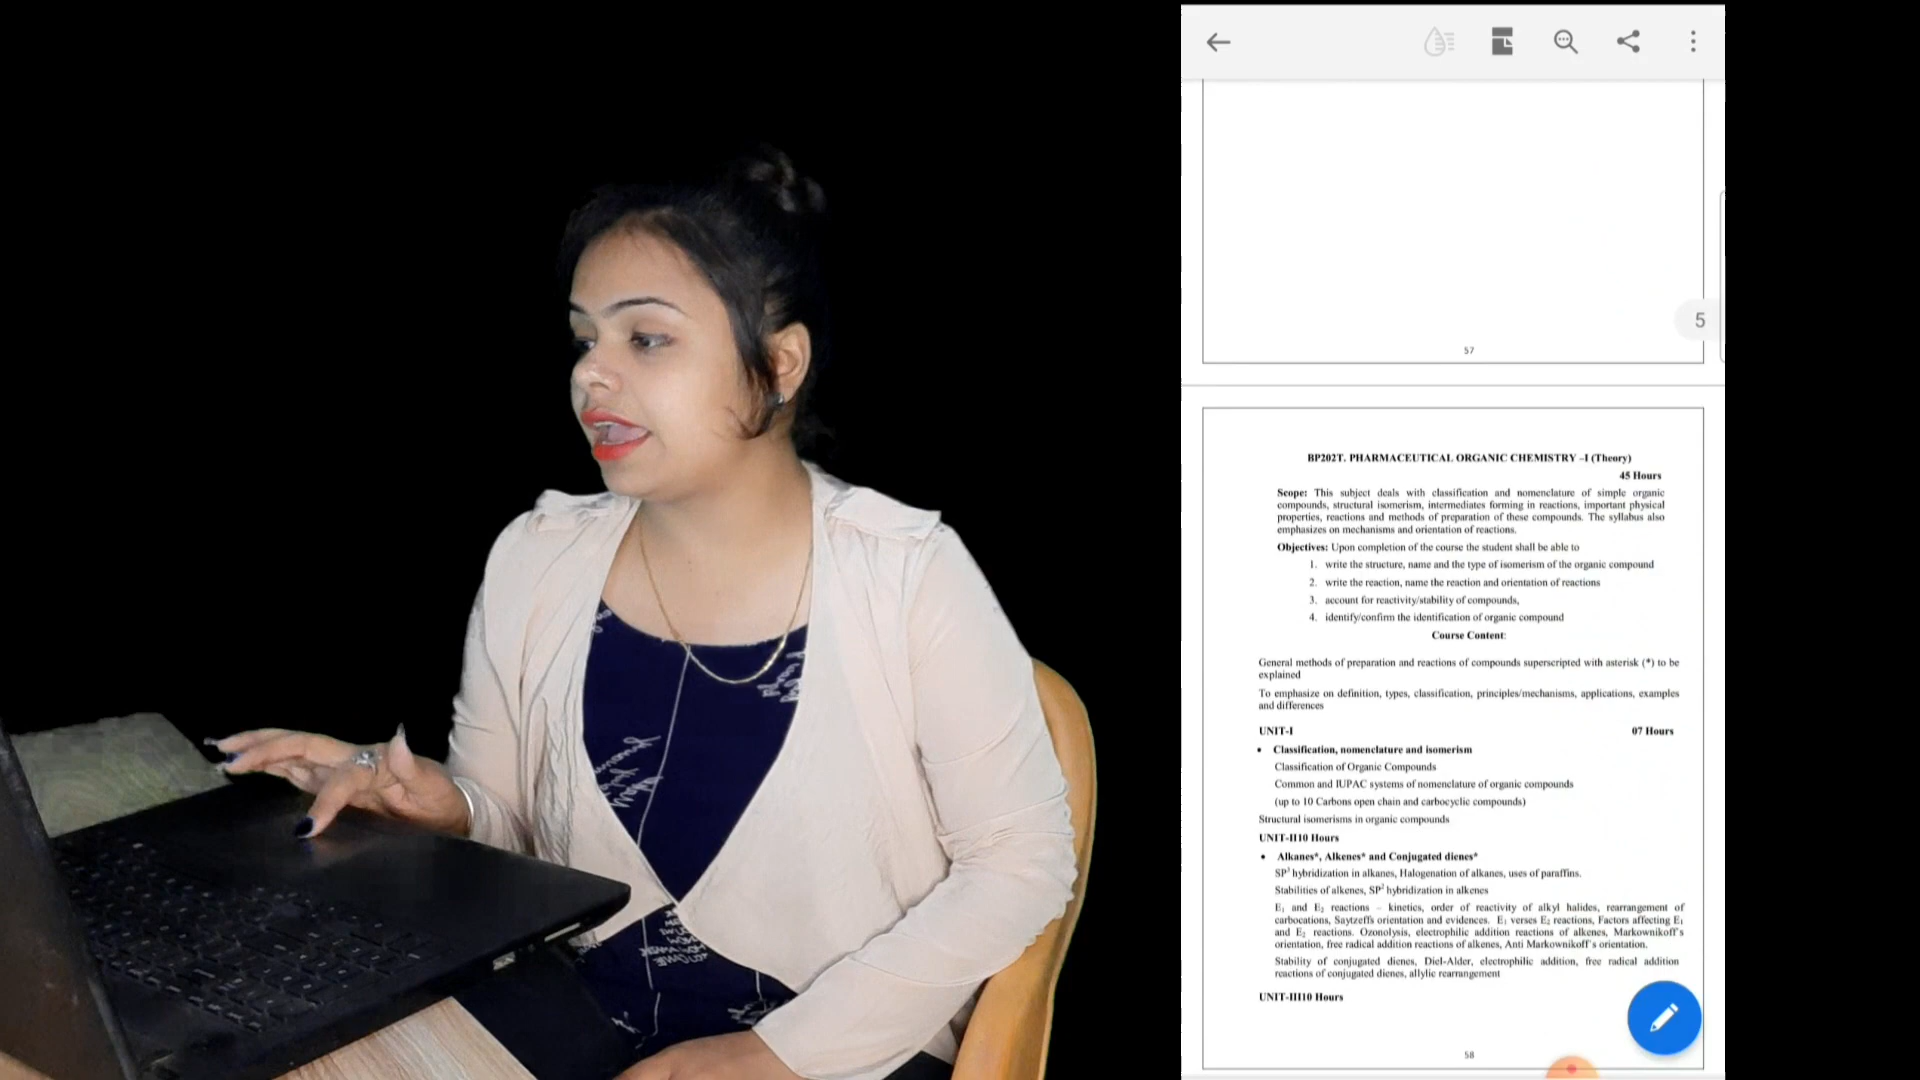 5
57
BP202T. PHARMACEUTICAL ORGANIC CHEMISTRY –I (Theory)
45 Hours
Scope: This subject deals with classification and nomenclature of simple organic
compounds, structural isomerism, intermediates forming in reactions, important physical
properties, reactions and methods of preparation of these compounds. The syllabus also
emphasizes on mechanisms and orientation of reactions.
Objectives: Upon completion of the course the student shall be able to
1. write the structure, name and the type of isomerism of the organic compound
2. write the reaction, name the reaction and orientation of reactions
3. account for reactivity/stability of compounds,
4. identify/confirm the identification of organic compound
Course Content:
General methods of preparation and reactions of compounds superscripted with asterisk (*) to be
explained
To emphasize on definition, types, classification, principles/mechanisms, applications, examples
and differences
UNIT-I 07 Hours
• Classification, nomenclature and isomerism
Classification of Organic Compounds
Common and IUPAC systems of nomenclature of organic compounds
(up to 10 Carbons open chain and carbocyclic compounds)
Structural isomerisms in organic compounds
UNIT-II10 Hours
• Alkanes*, Alkenes* and Conjugated dienes*
SP³ hybridization in alkanes, Halogenation of alkanes, uses of paraffins.
Stabilities of alkenes, SP² hybridization in alkenes
E₁ and E₂ reactions – kinetics, order of reactivity of alkyl halides, rearrangement of
carbocations, Saytzeffs orientation and evidences. E₁ verses E₂ reactions, Factors affecting E₁
and E₂ reactions. Ozonolysis, electrophilic addition reactions of alkenes, Markownikoff's
orientation, free radical addition reactions of alkenes, Anti Markownikoff's orientation.
Stability of conjugated dienes, Diel-Alder, electrophilic addition, free radical addition
reactions of conjugated dienes, allylic rearrangement
UNIT-III10 Hours
58